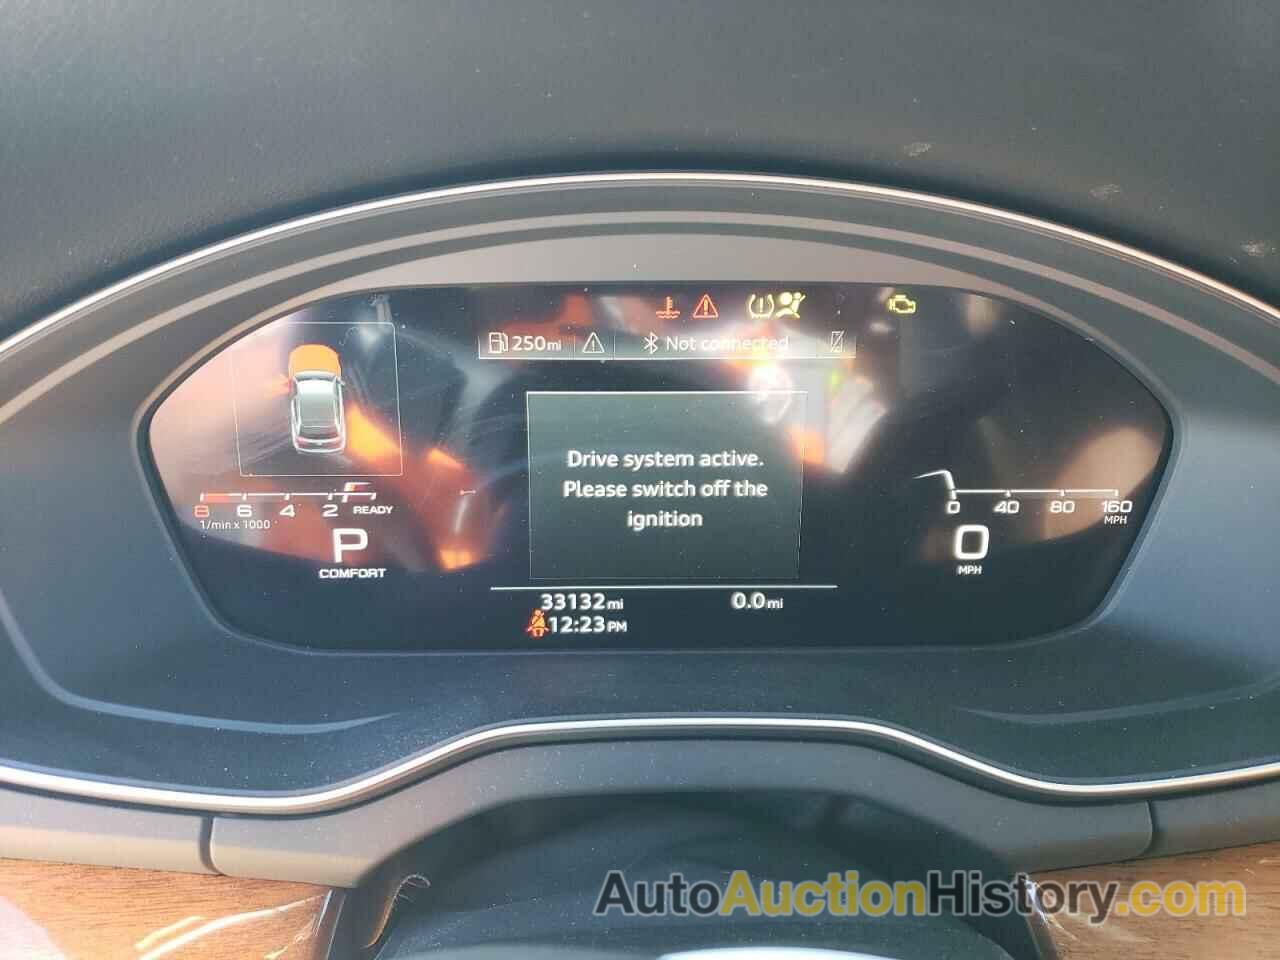 250mi
Not connected
Drive system active.
Please switch off the
ignition
8 6 4 2 READY
1/min x 1000
P
COMFORT
0 40 80 160
MPH
0
MPH
33132mi 0.0mi
12:23PM
AutoAuctionHistory.com